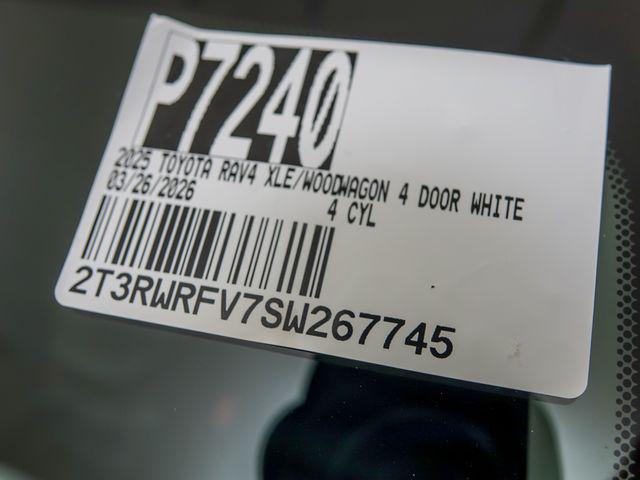 P7240
2025 TOYOTA RAV4 XLE/WOODWAGON 4 DOOR WHITE
03/26/2026 4 CYL
2T3RWRFV7SW267745